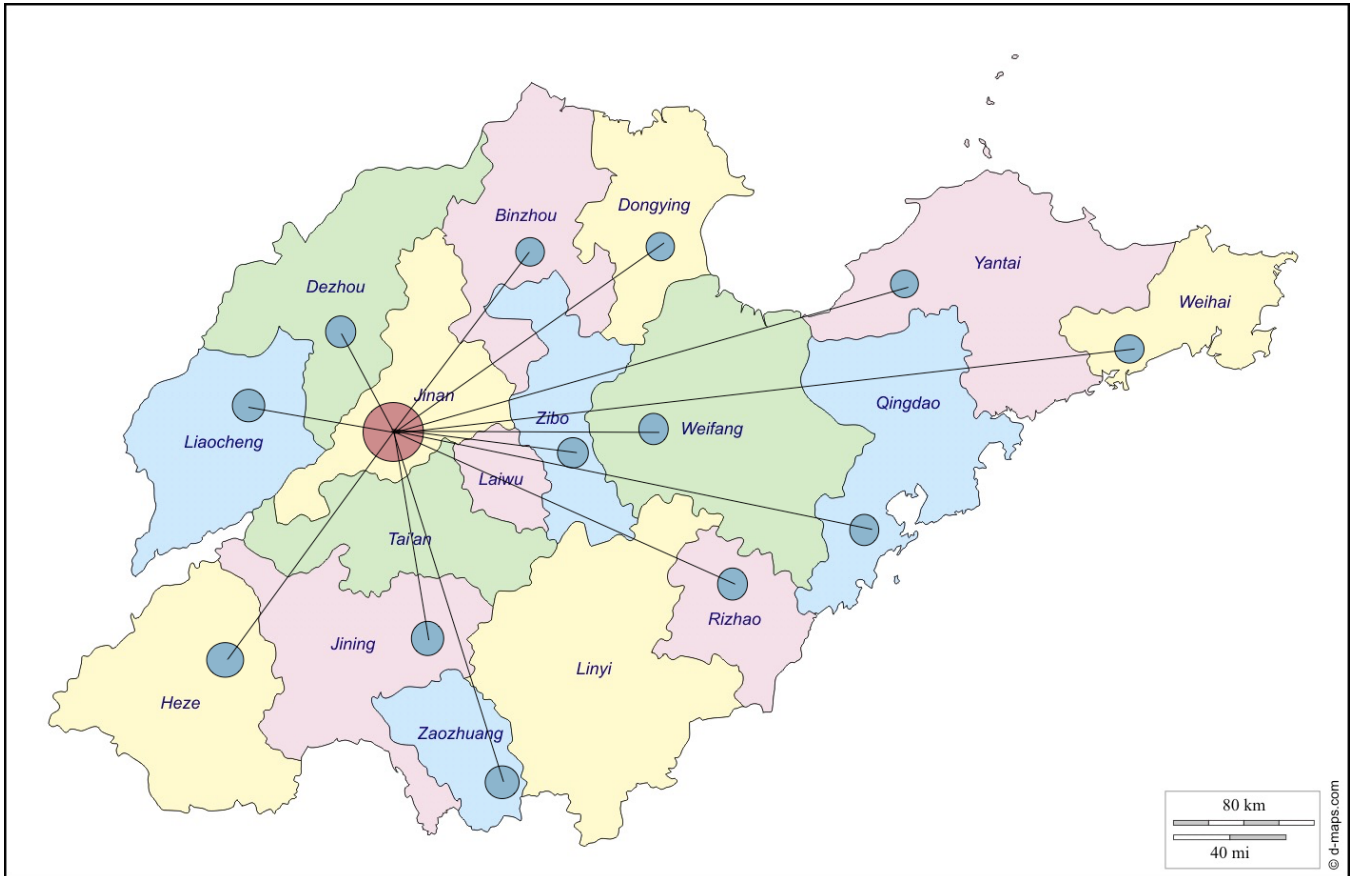 Dongying
Binzhou
Yantai
Dezhou
Weihai
Jinan
Qingdao
Zibo
Weifang
Liaocheng
Laiwu
Tai'an
Rizhao
Jining
Linyi
Heze
Zaozhuang
80 km
40 mi
© d-maps.com